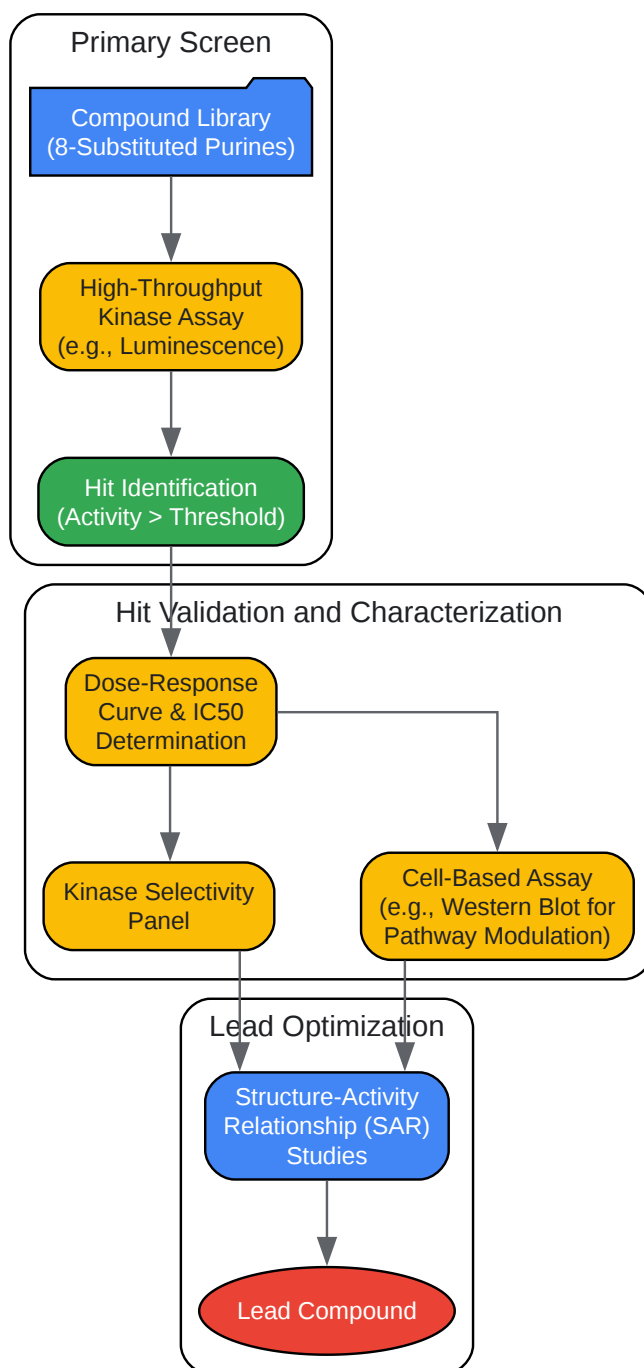 Primary Screen
Compound Library
(8-Substituted Purines)
High-Throughput
Kinase Assay
(e.g., Luminescence)
Hit Identification
(Activity > Threshold)
Hit Validation and Characterization
Dose-Response
Curve & IC50
Determination
Kinase Selectivity
Panel
Cell-Based Assay
(e.g., Western Blot for
Pathway Modulation)
Lead Optimization
Structure-Activity
Relationship (SAR)
Studies
Lead Compound